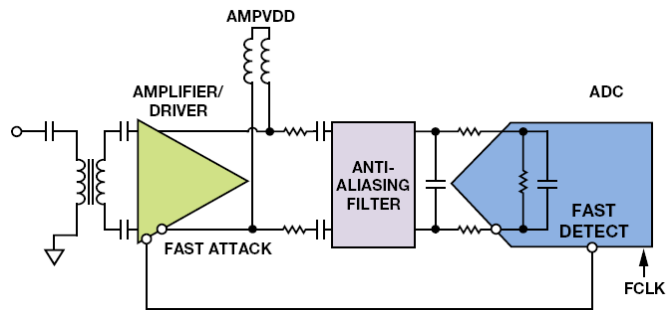 AMPVDD
AMPLIFIER/
DRIVER
ADC
ANTI-
ALIASING
FILTER
FAST ATTACK
FAST
DETECT
FCLK